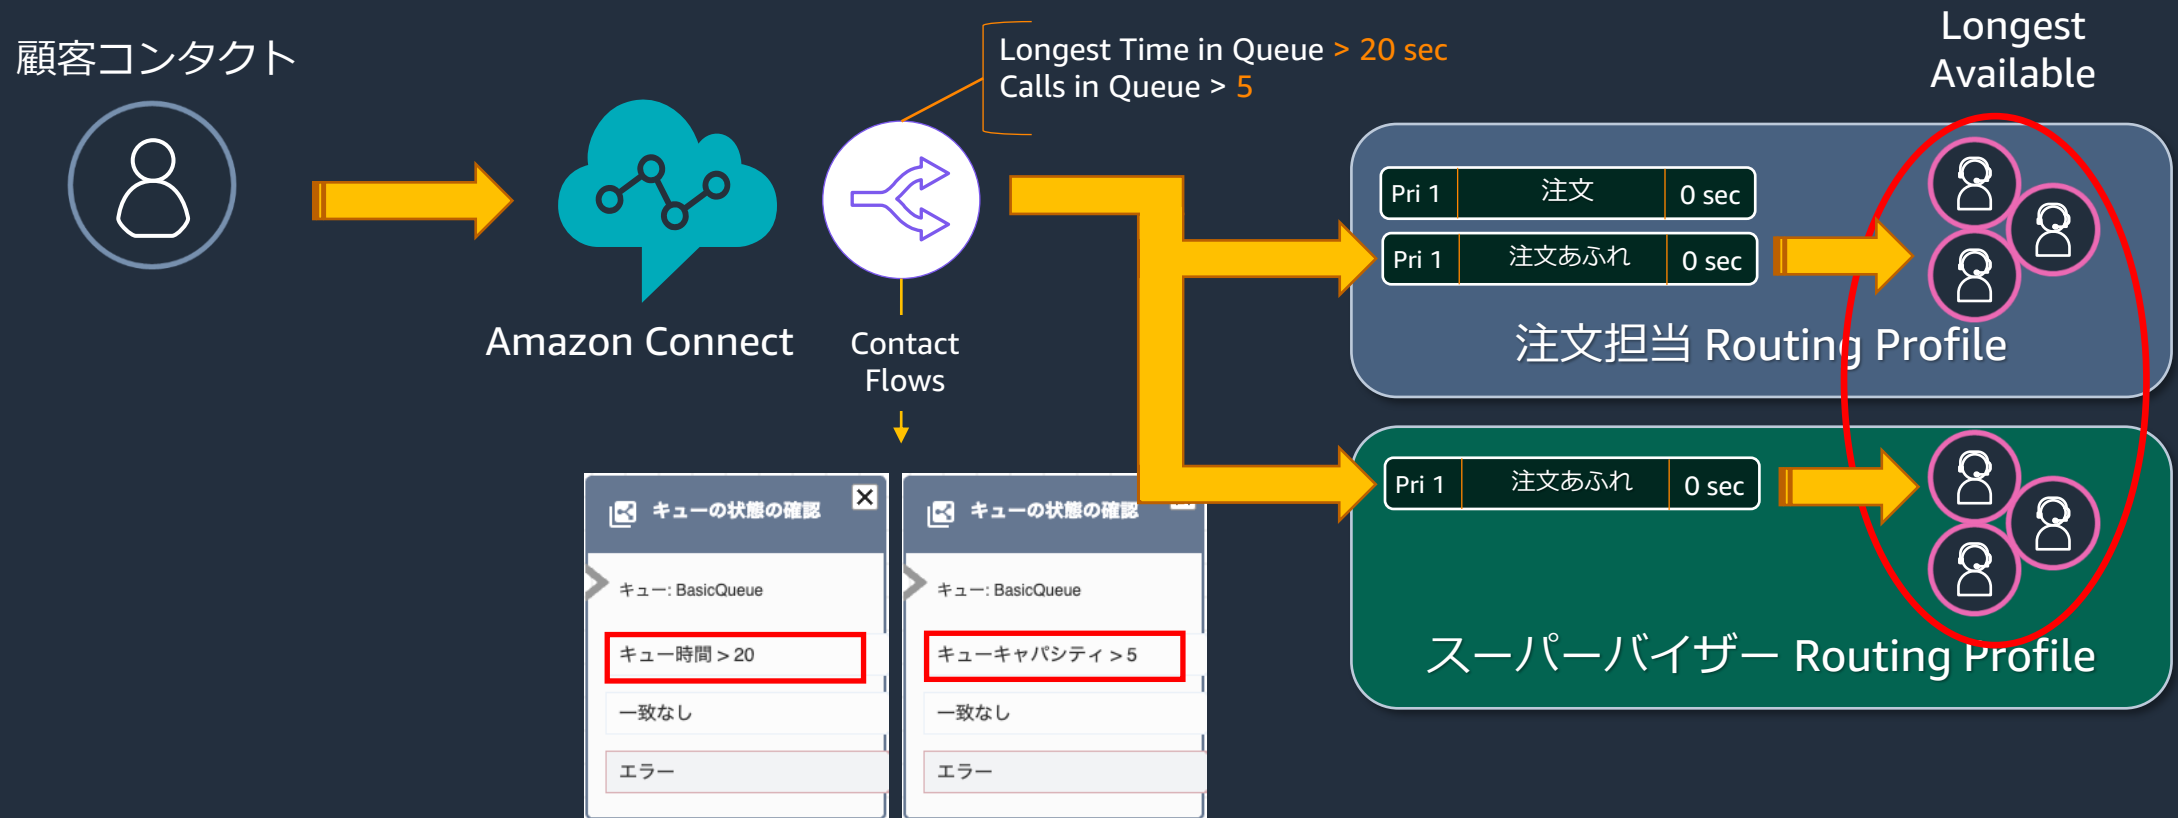 顧客コンタクト
Longest Time in Queue > 20 sec
Calls in Queue > 5
Longest
Available
Amazon Connect
Contact
Flows
Pri 1 注文 0 sec
Pri 1 注文あふれ 0 sec
注文担当 Routing Profile
Pri 1 注文あふれ 0 sec
スーパーバイザー Routing Profile
キューの状態の確認
キュー: BasicQueue
キュー時間 > 20
一致なし
エラー
キューの状態の確認
キュー: BasicQueue
キューキャパシティ > 5
一致なし
エラー